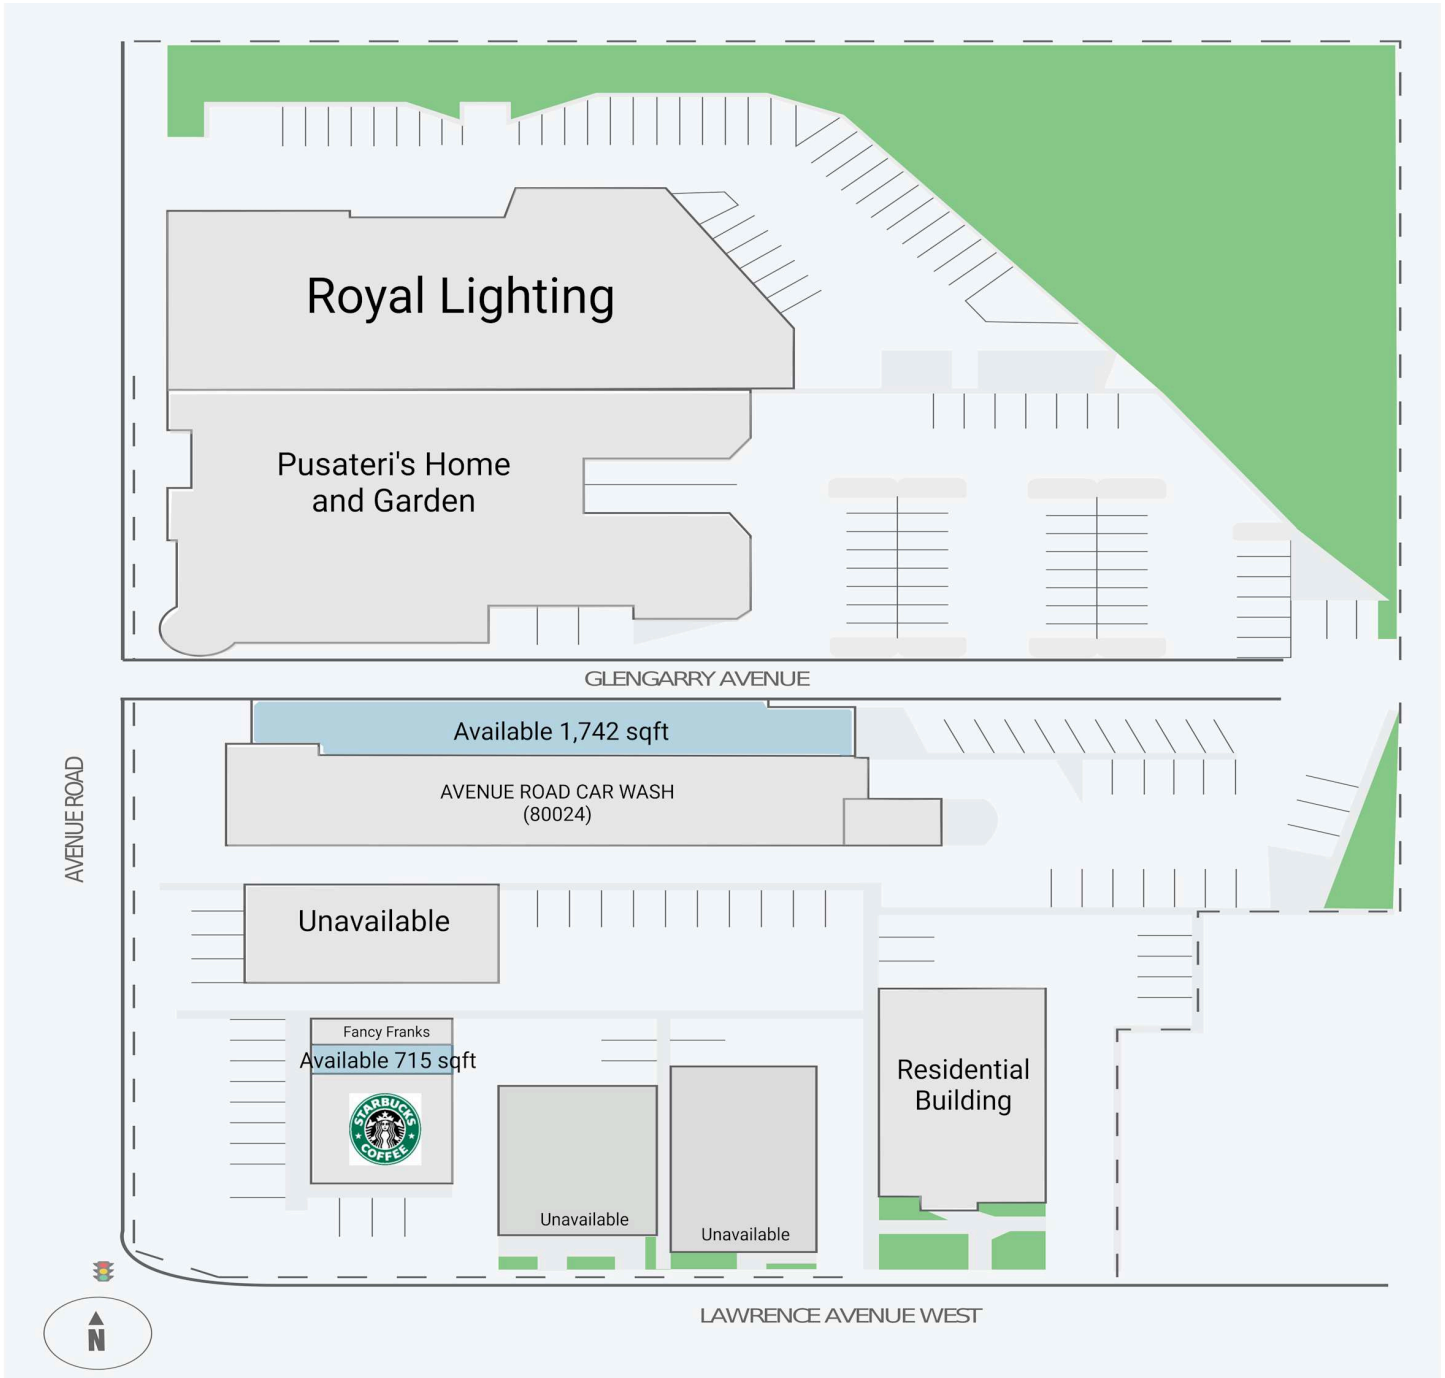 Royal Lighting
Pusateri's Home
and Garden
GLENGARRY AVENUE
Available 1,742 sqft
AVENUE ROAD CAR WASH
(80024)
AVENUE ROAD
Unavailable
Fancy Franks
Available 715 sqft
STARBUCKS
COFFEE
Residential
Building
Unavailable
Unavailable
LAWRENCE AVENUE WEST
N